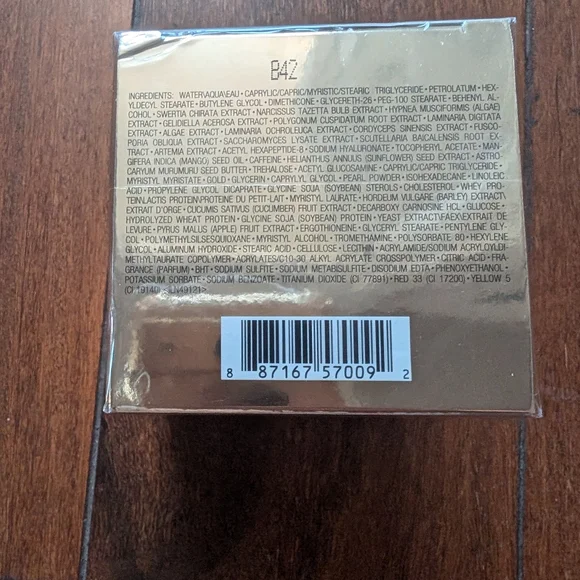 B42
INGREDIENTS: WATER\AQUA\EAU • CAPRYLIC/CAPRIC/MYRISTIC/STEARIC TRIGLYCERIDE • PETROLATUM • HEX-
YLDECYL STEARATE • BUTYLENE GLYCOL • DIMETHICONE • GLYCERETH-26 • PEG-100 STEARATE • BEHENYL AL-
COHOL • SWERTIA CHIRATA EXTRACT • NARCISSUS TAZETTA BULB EXTRACT • HYPNEA MUSCIFORMIS (ALGAE)
EXTRACT • GELIDIELLA ACEROSA EXTRACT • POLYGONUM CUSPIDATUM ROOT EXTRACT • LAMINARIA DIGITATA
EXTRACT • ALGAE EXTRACT • LAMINARIA OCHROLEUCA EXTRACT • CORDYCEPS SINENSIS EXTRACT • FUSCO-
PORIA OBLIQUA EXTRACT • SACCHAROMYCES LYSATE EXTRACT • SCUTELLARIA BAICALENSIS ROOT EX-
TRACT • ARTEMIA EXTRACT • ACETYL HEXAPEPTIDE-8 • SODIUM HYALURONATE • TOCOPHERYL ACETATE • MAN-
GIFERA INDICA (MANGO) SEED OIL • CAFFEINE • HELIANTHUS ANNUUS (SUNFLOWER) SEED EXTRACT • ASTRO-
CARYUM MURUMURU SEED BUTTER • TREHALOSE • ACETYL GLUCOSAMINE • CAPRYLIC/CAPRIC TRIGLYCERIDE •
MYRISTYL MYRISTATE • GOLD • GLYCERIN • CAPRYLYL GLYCOL • PEARL POWDER • ISOHEXADECANE • LINOLEIC
ACID • PROPYLENE GLYCOL DICAPRATE • GLYCINE SOJA (SOYBEAN) STEROLS • CHOLESTEROL • WHEY PRO-
TEIN\LACTIS PROTEIN\PROTÉINE DU PETIT-LAIT • MYRISTYL LAURATE • HORDEUM VULGARE (BARLEY) EXTRACT\
EXTRAIT D'ORGE • CUCUMIS SATIVUS (CUCUMBER) FRUIT EXTRACT • DECARBOXY CARNOSINE HCL • GLUCOSE •
HYDROLYZED WHEAT PROTEIN • GLYCINE SOJA (SOYBEAN) PROTEIN • YEAST EXTRACT\FAEX\EXTRAIT DE
LEVURE • PYRUS MALUS (APPLE) FRUIT EXTRACT • ERGOTHIONEINE • GLYCERYL STEARATE • PENTYLENE GLY-
COL • POLYMETHYLSILSESQUIOXANE • MYRISTYL ALCOHOL • TROMETHAMINE • POLYSORBATE 80 • HEXYLENE
GLYCOL • ALUMINUM HYDROXIDE • STEARIC ACID • CELLULOSE • LECITHIN • ACRYLAMIDE/SODIUM ACRYLOYLDI-
METHYLTAURATE COPOLYMER • ACRYLATES/C10-30 ALKYL ACRYLATE CROSSPOLYMER • CITRIC ACID • FRA-
GRANCE (PARFUM) • BHT • SODIUM SULFITE • SODIUM METABISULFITE • DISODIUM EDTA • PHENOXYETHANOL •
POTASSIUM SORBATE • SODIUM BENZOATE • TITANIUM DIOXIDE (CI 77891) • RED 33 (CI 17200) • YELLOW 5
(CI 19140) <ILN49121>
8 87167 57009 2